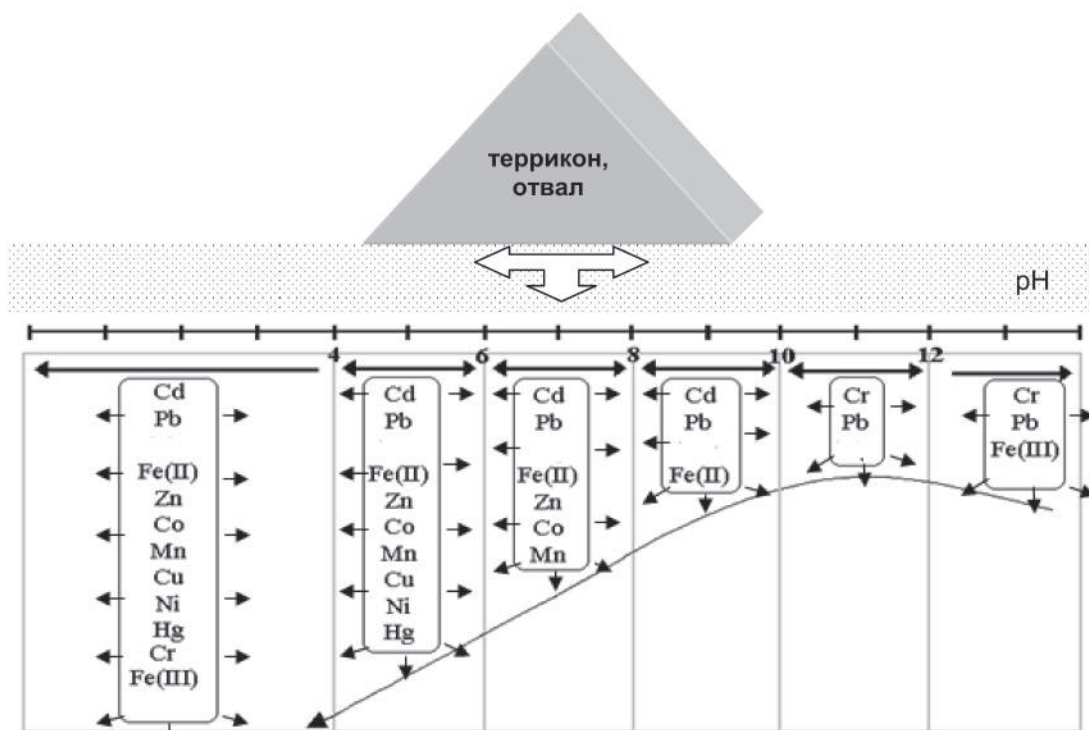 террикон,
отвал
pH
4 6 8 10 12
Cd
Pb
Fe(II)
Zn
Co
Mn
Cu
Ni
Hg
Cr
Fe(III)
Cd
Pb
Fe(II)
Zn
Co
Mn
Cu
Ni
Hg
Cd
Pb
Fe(II)
Zn
Co
Mn
Cd
Pb
Fe(II)
Cr
Pb
Cr
Pb
Fe(III)